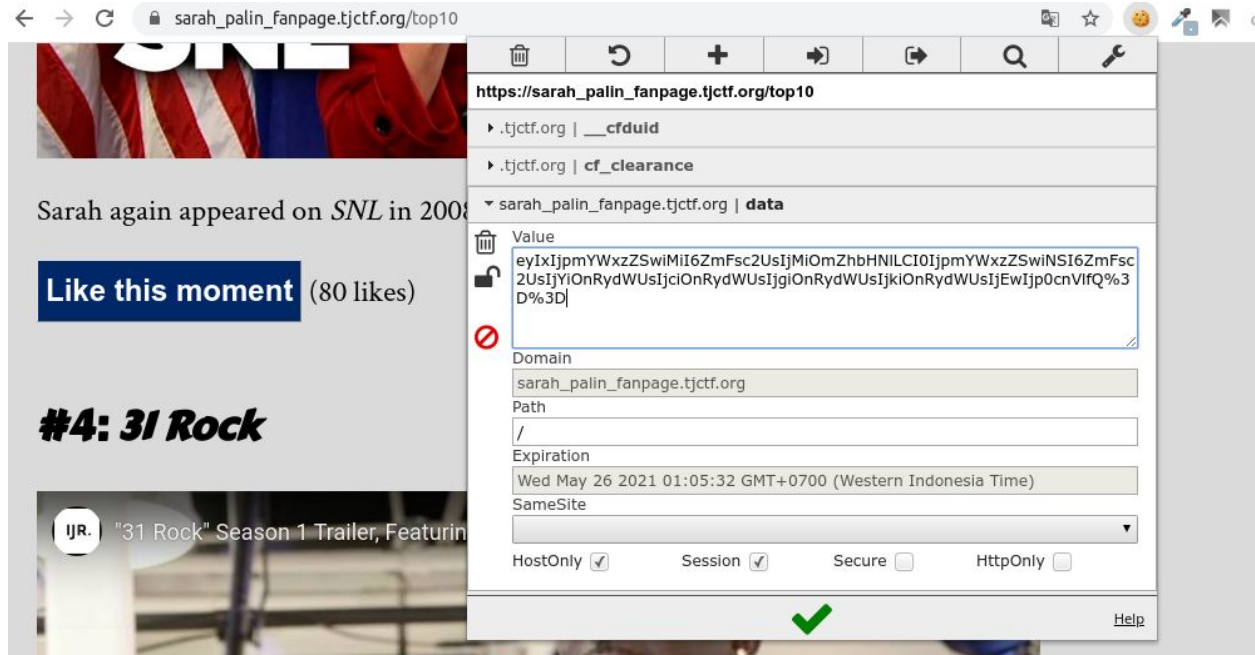 sarah_palin_fanpage.tjctf.org/top10
SNL
https://sarah_palin_fanpage.tjctf.org/top10
.tjctf.org | __cfduid
.tjctf.org | cf_clearance
sarah_palin_fanpage.tjctf.org | data
Sarah again appeared on SNL in 2008
Value
eyIxIjpmYWxzZSwiMiI6ZmFsc2UsIjMiOmZhbHNlLCI0IjpmYWxzZSwiNSI6ZmFsc
2UsIjYiOnRydWUsIjciOnRydWUsIjgiOnRydWUsIjkiOnRydWUsIjEwIjp0cnVlfQ%3
D%3D
Like this moment (80 likes)
Domain
sarah_palin_fanpage.tjctf.org
Path
/
Expiration
Wed May 26 2021 01:05:32 GMT+0700 (Western Indonesia Time)
SameSite
HostOnly Session Secure HttpOnly
Help
#4: 31 Rock
IJR. "31 Rock" Season 1 Trailer, Featurin